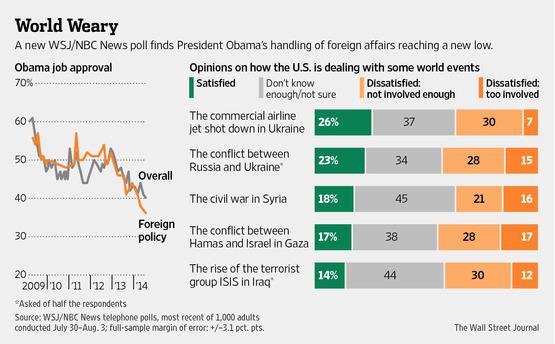 World Weary
A new WSJ/NBC News poll finds President Obama's handling of foreign affairs reaching a new low.
Obama job approval
70%
60
50
40
30
20
Overall
Foreign
policy
2009 '10 '11 '12 '13 '14
Opinions on how the U.S. is dealing with some world events
Satisfied
Don't know
enough/not sure
Dissatisfied:
not involved enough
Dissatisfied:
too involved
The commercial airline
jet shot down in Ukraine
26% 37 30 7
The conflict between
Russia and Ukraine*
23% 34 28 15
The civil war in Syria
18% 45 21 16
The conflict between
Hamas and Israel in Gaza
17% 38 28 17
The rise of the terrorist
group ISIS in Iraq*
14% 44 30 12
*Asked of half the respondents
Source: WSJ/NBC News telephone polls, most recent of 1,000 adults
conducted July 30–Aug. 3; full-sample margin of error: +/–3.1 pct. pts.
The Wall Street Journal